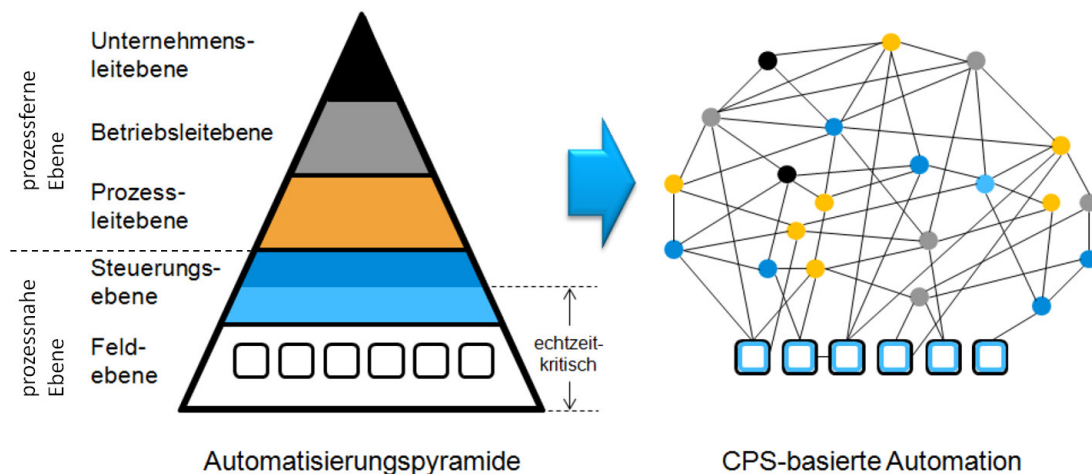 prozessferne
Ebene
Unternehmens-
leitebene
Betriebsleitebene
Prozess-
leitebene
prozessnahe
Ebene
Steuerungs-
ebene
Feld-
ebene
echtzeit-
kritisch
Automatisierungspyramide
CPS-basierte Automation